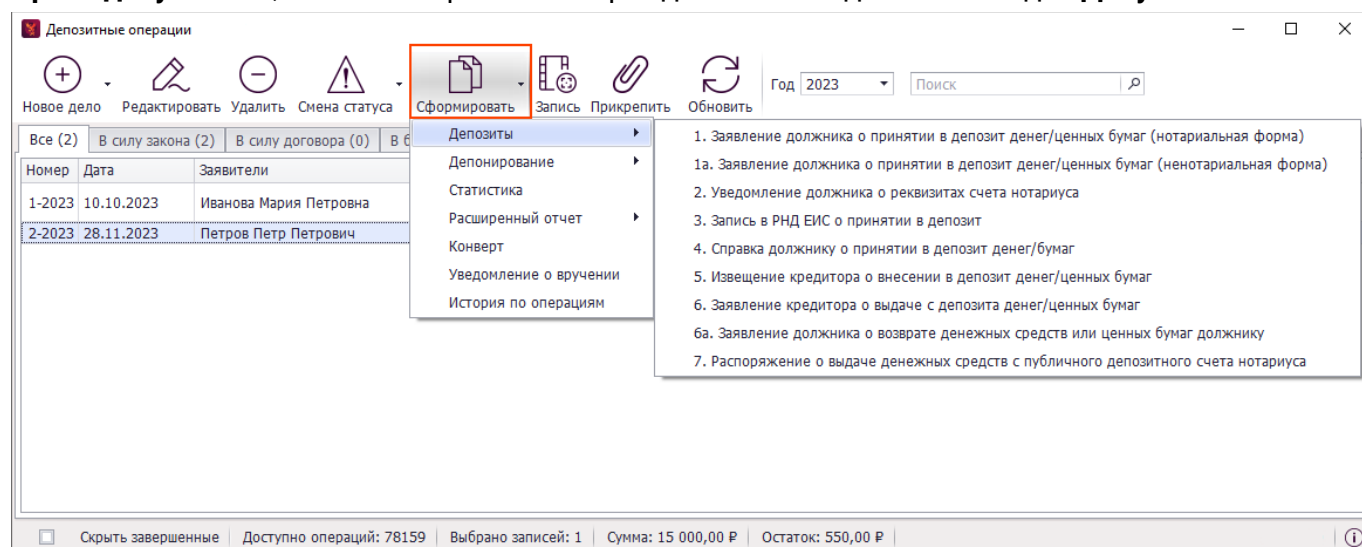 Депозитные операции
Новое дело Редактировать Удалить Смена статуса Сформировать Запись Прикрепить Обновить Год 2023 Поиск
Все (2) В силу закона (2) В силу договора (0)
Номер Дата Заявители
1-2023 10.10.2023 Иванова Мария Петровна
2-2023 28.11.2023 Петров Петр Петрович
Депозиты
Депонирование
Статистика
Расширенный отчет
Конверт
Уведомление о вручении
История по операциям
1. Заявление должника о принятии в депозит денег/ценных бумаг (нотариальная форма)
1а. Заявление должника о принятии в депозит денег/ценных бумаг (ненотариальная форма)
2. Уведомление должника о реквизитах счета нотариуса
3. Запись в РНД ЕИС о принятии в депозит
4. Справка должнику о принятии в депозит денег/бумаг
5. Извещение кредитора о внесении в депозит денег/ценных бумаг
6. Заявление кредитора о выдаче с депозита денег/ценных бумаг
6а. Заявление должника о возврате денежных средств или ценных бумаг должнику
7. Распоряжение о выдаче денежных средств с публичного депозитного счета нотариуса
Скрыть завершенные Доступно операций: 78159 Выбрано записей: 1 Сумма: 15 000,00 ₽ Остаток: 550,00 ₽